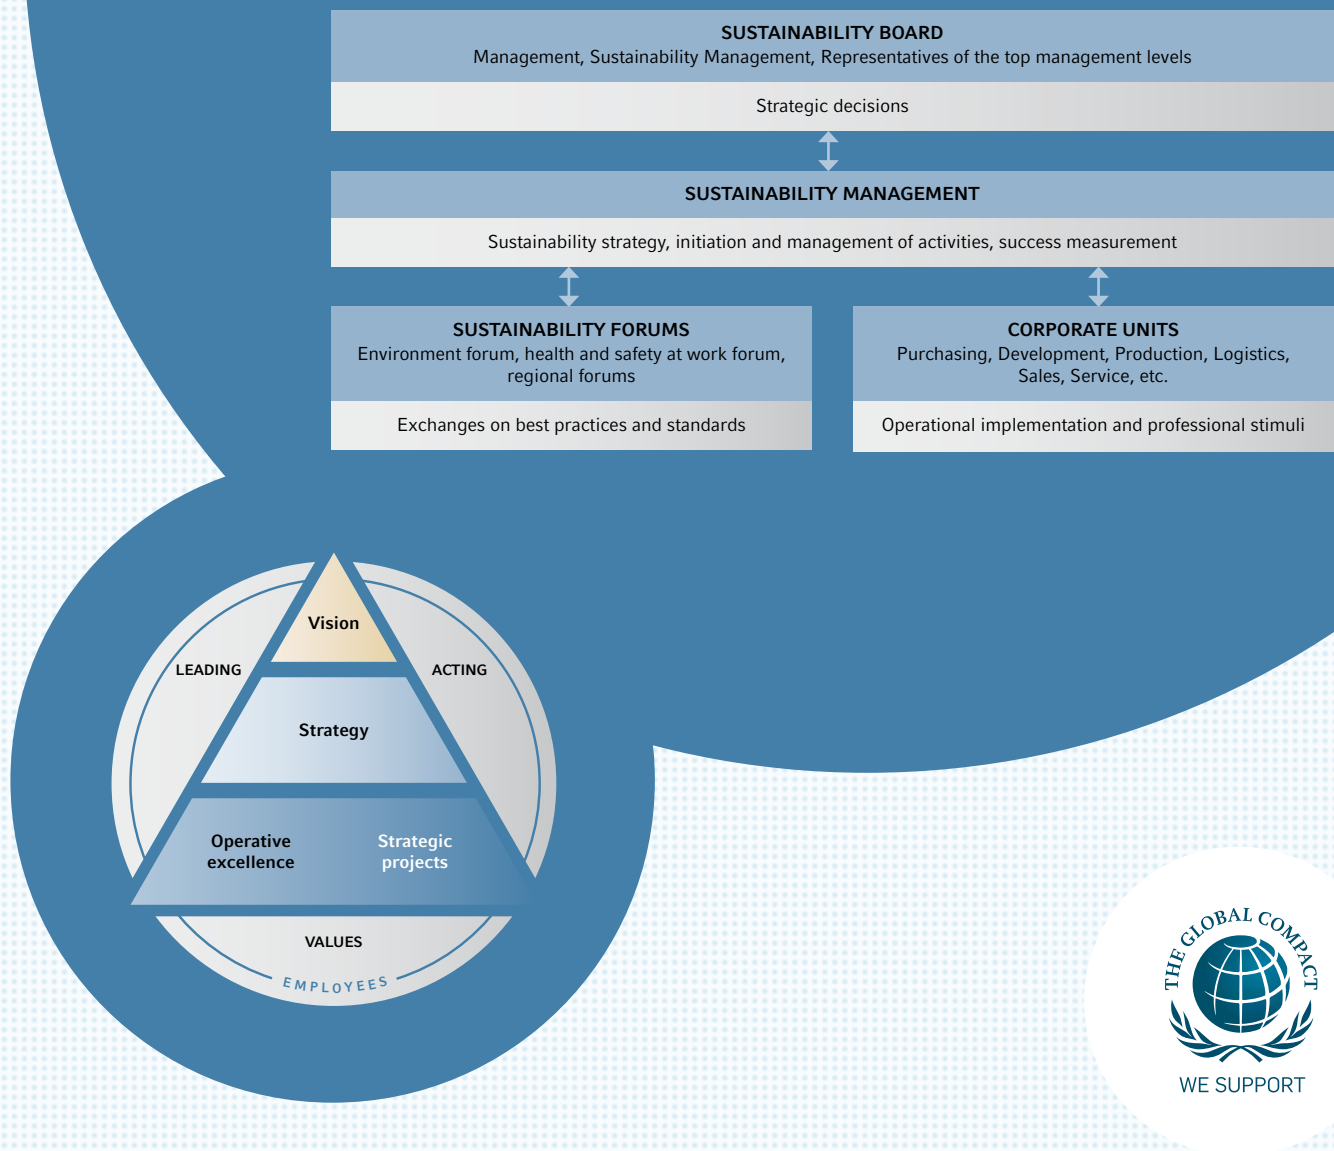 SUSTAINABILITY BOARD
Management, Sustainability Management, Representatives of the top management levels
Strategic decisions
SUSTAINABILITY MANAGEMENT
Sustainability strategy, initiation and management of activities, success measurement
SUSTAINABILITY FORUMS
Environment forum, health and safety at work forum,
regional forums
Exchanges on best practices and standards
CORPORATE UNITS
Purchasing, Development, Production, Logistics,
Sales, Service, etc.
Operational implementation and professional stimuli
Vision
LEADING
ACTING
Strategy
Operative
excellence
Strategic
projects
VALUES
EMPLOYEES
THE GLOBAL COMPACT
WE SUPPORT